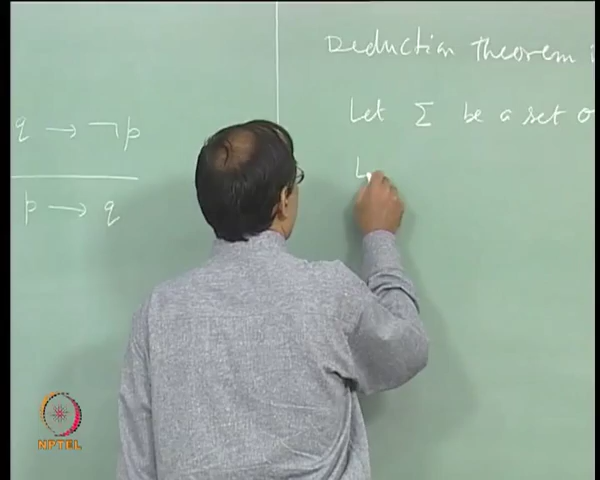 q → ¬p
p → q
Deduction Theorem
Let Σ be a set
L
NPTEL